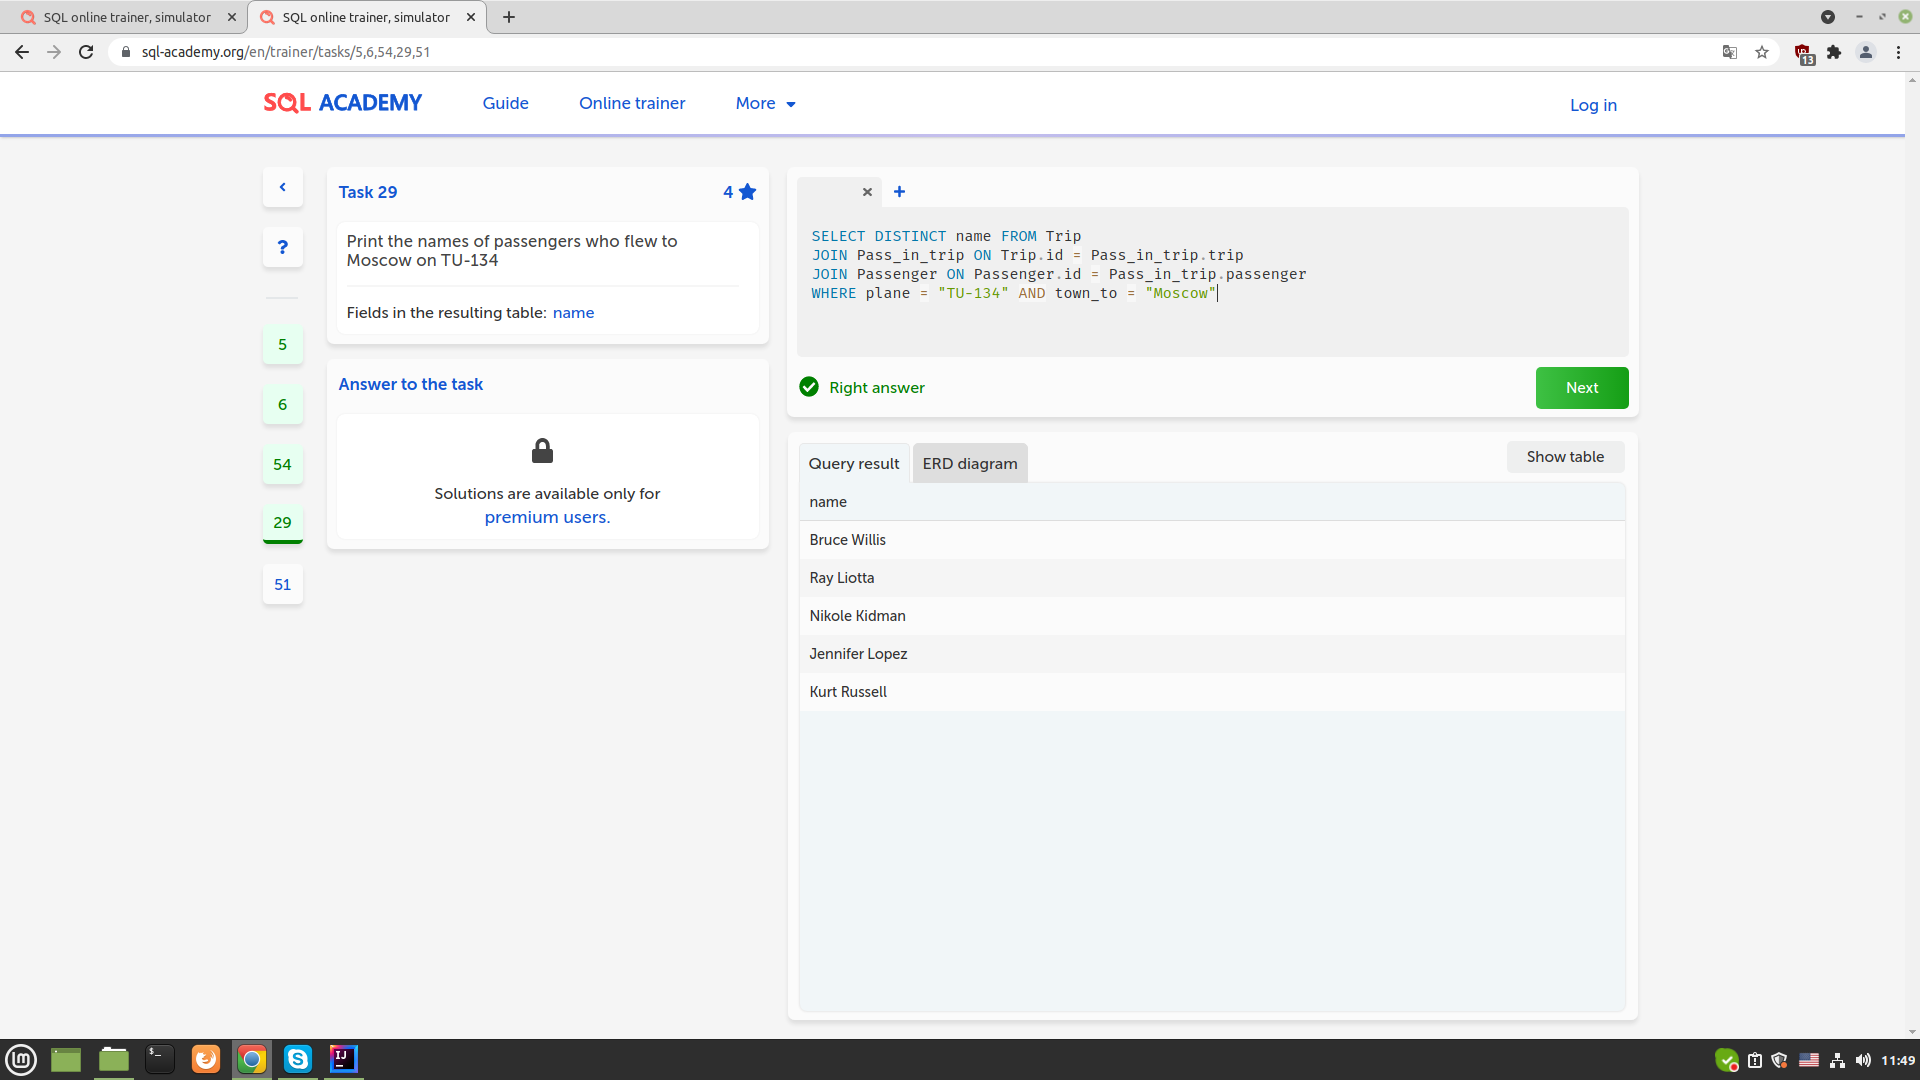 SQL online trainer, simulator
SQL online trainer, simulator
sql-academy.org/en/trainer/tasks/5,6,54,29,51
13
SQL ACADEMY
Guide
Online trainer
More
Log in
?
5
6
54
29
51
Task 29
4
Print the names of passengers who flew to
Moscow on TU-134
Fields in the resulting table: name
Answer to the task
Solutions are available only for
premium users.
SELECT DISTINCT name FROM Trip
JOIN Pass_in_trip ON Trip.id = Pass_in_trip.trip
JOIN Passenger ON Passenger.id = Pass_in_trip.passenger
WHERE plane = "TU-134" AND town_to = "Moscow"
Right answer
Next
Query result
ERD diagram
Show table
name
Bruce Willis
Ray Liotta
Nikole Kidman
Jennifer Lopez
Kurt Russell
11:49